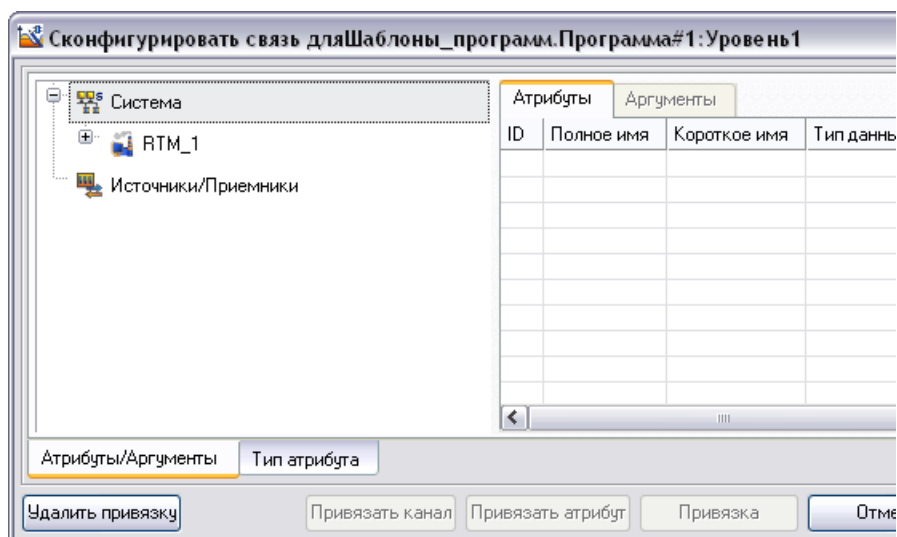 Сконфигурировать связь дляШаблоны_программ.Программа#1:Уровень1
Система
RTM_1
Источники/Приемники
Атрибуты Аргументы
ID Полное имя Короткое имя Тип данны
Атрибуты/Аргументы Тип атрибута
Удалить привязку Привязать канал Привязать атрибут Привязка Отме